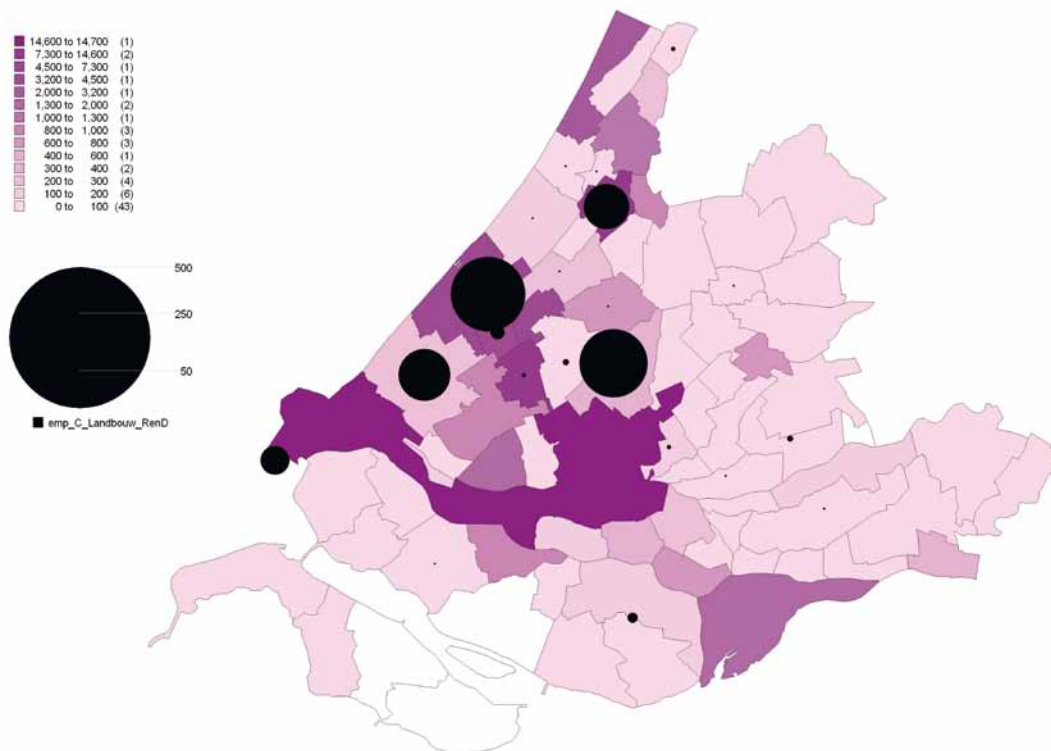 14,600 to 14,700 (1)
7,300 to 14,600 (2)
4,500 to 7,300 (1)
3,200 to 4,500 (1)
2,000 to 3,200 (1)
1,300 to 2,000 (2)
1,000 to 1,300 (1)
800 to 1,000 (3)
600 to 800 (3)
400 to 600 (1)
300 to 400 (2)
200 to 300 (4)
100 to 200 (6)
0 to 100 (43)
500
250
50
emp_C_Landbouw_RenD